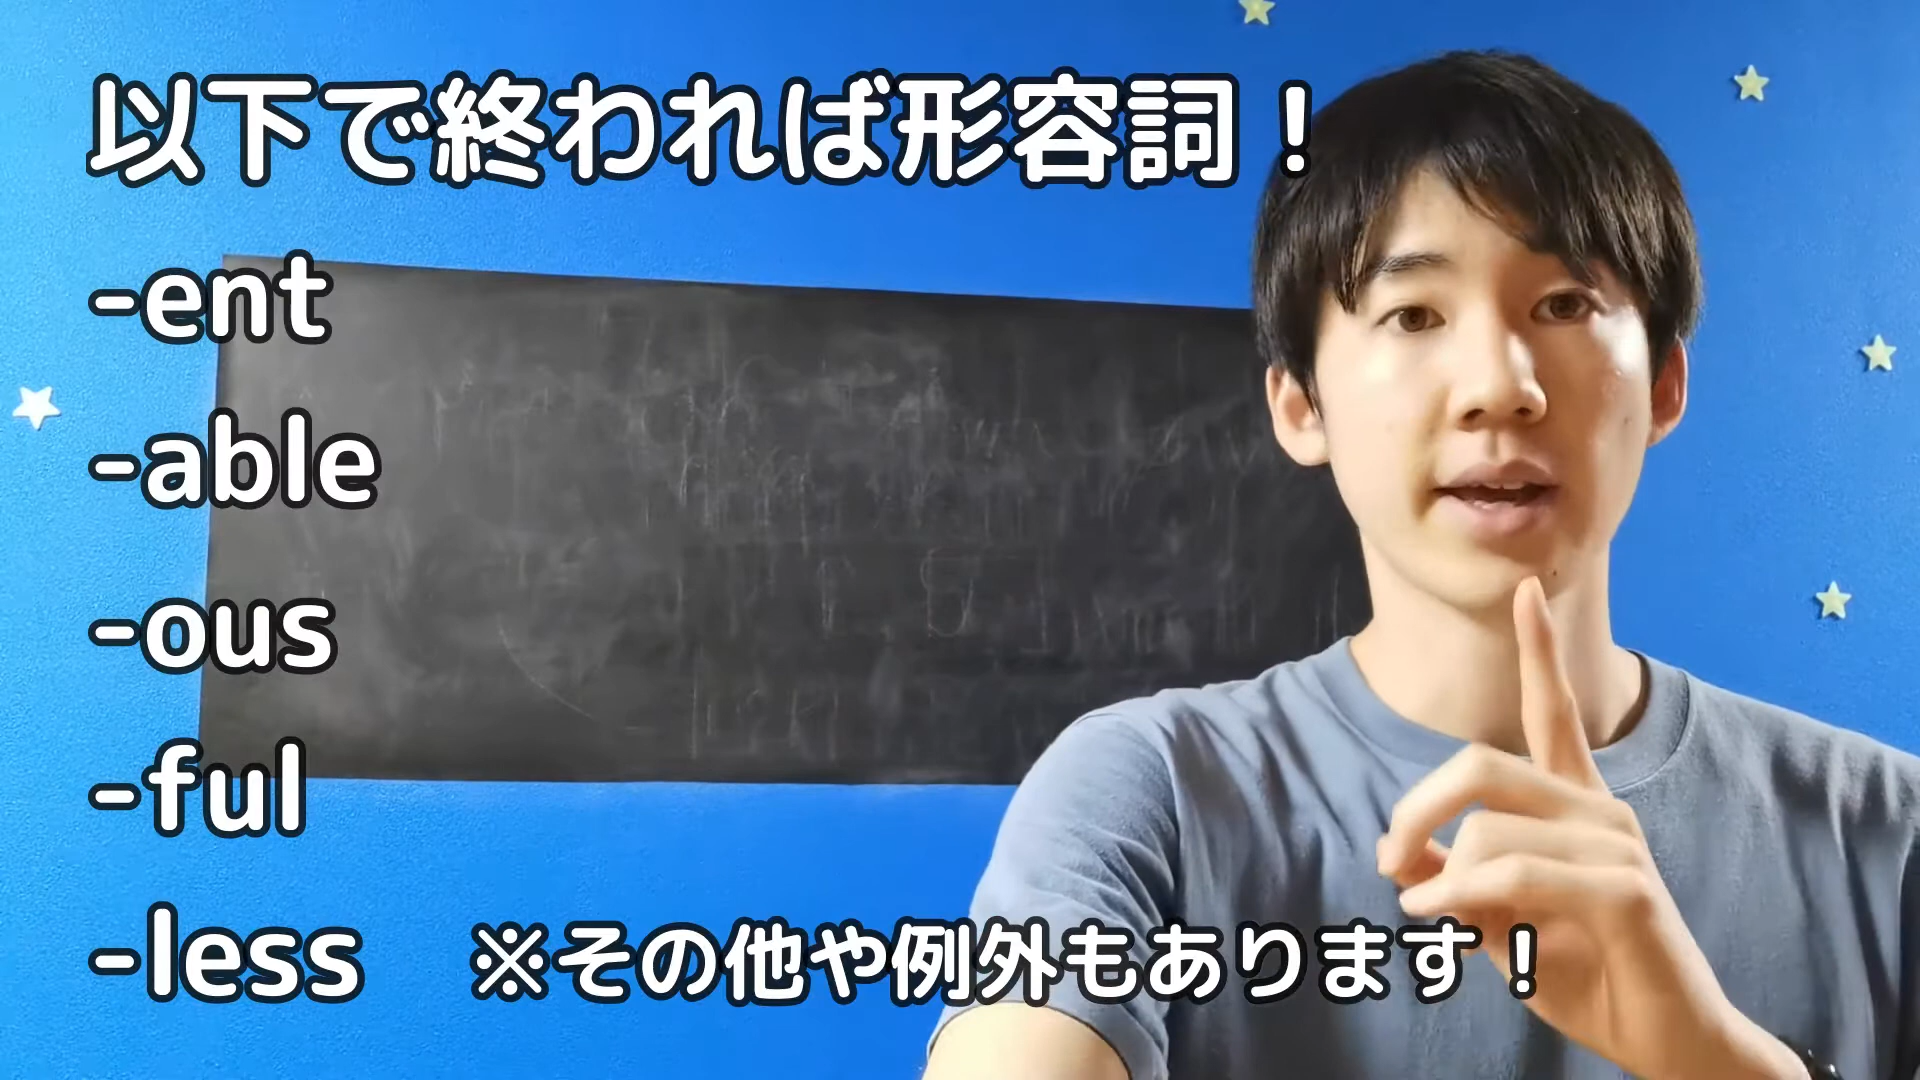 以下で終われば形容詞！
-ent
-able
-ous
-ful
-less
※その他や例外もあります！